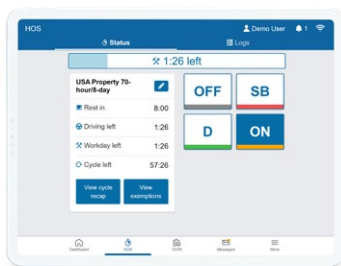 HOS
Demo User
1
Status
Logs
1:26 left
USA Property 70-
hour/8-day
Rest in 8:00
Driving left 1:26
Workday left 1:26
Cycle left 57:26
View cycle
recap
View
exemptions
OFF
SB
D
ON
Dashboard
HOS
DVIR
Messages
More